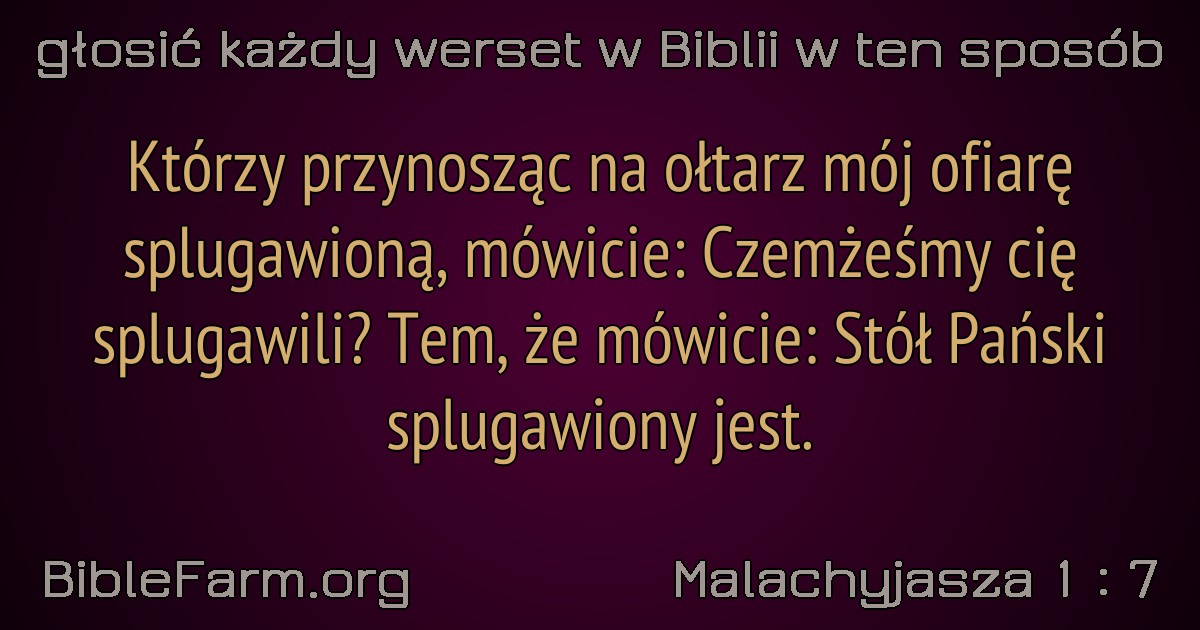 głosić każdy werset w Biblii w ten sposób
Którzy przynosząc na ołtarz mój ofiarę
splugawioną, mówicie: Czemżeśmy cię
splugawili? Tem, że mówicie: Stół Pański
splugawiony jest.
BibleFarm.org
Malachyjasza 1 : 7